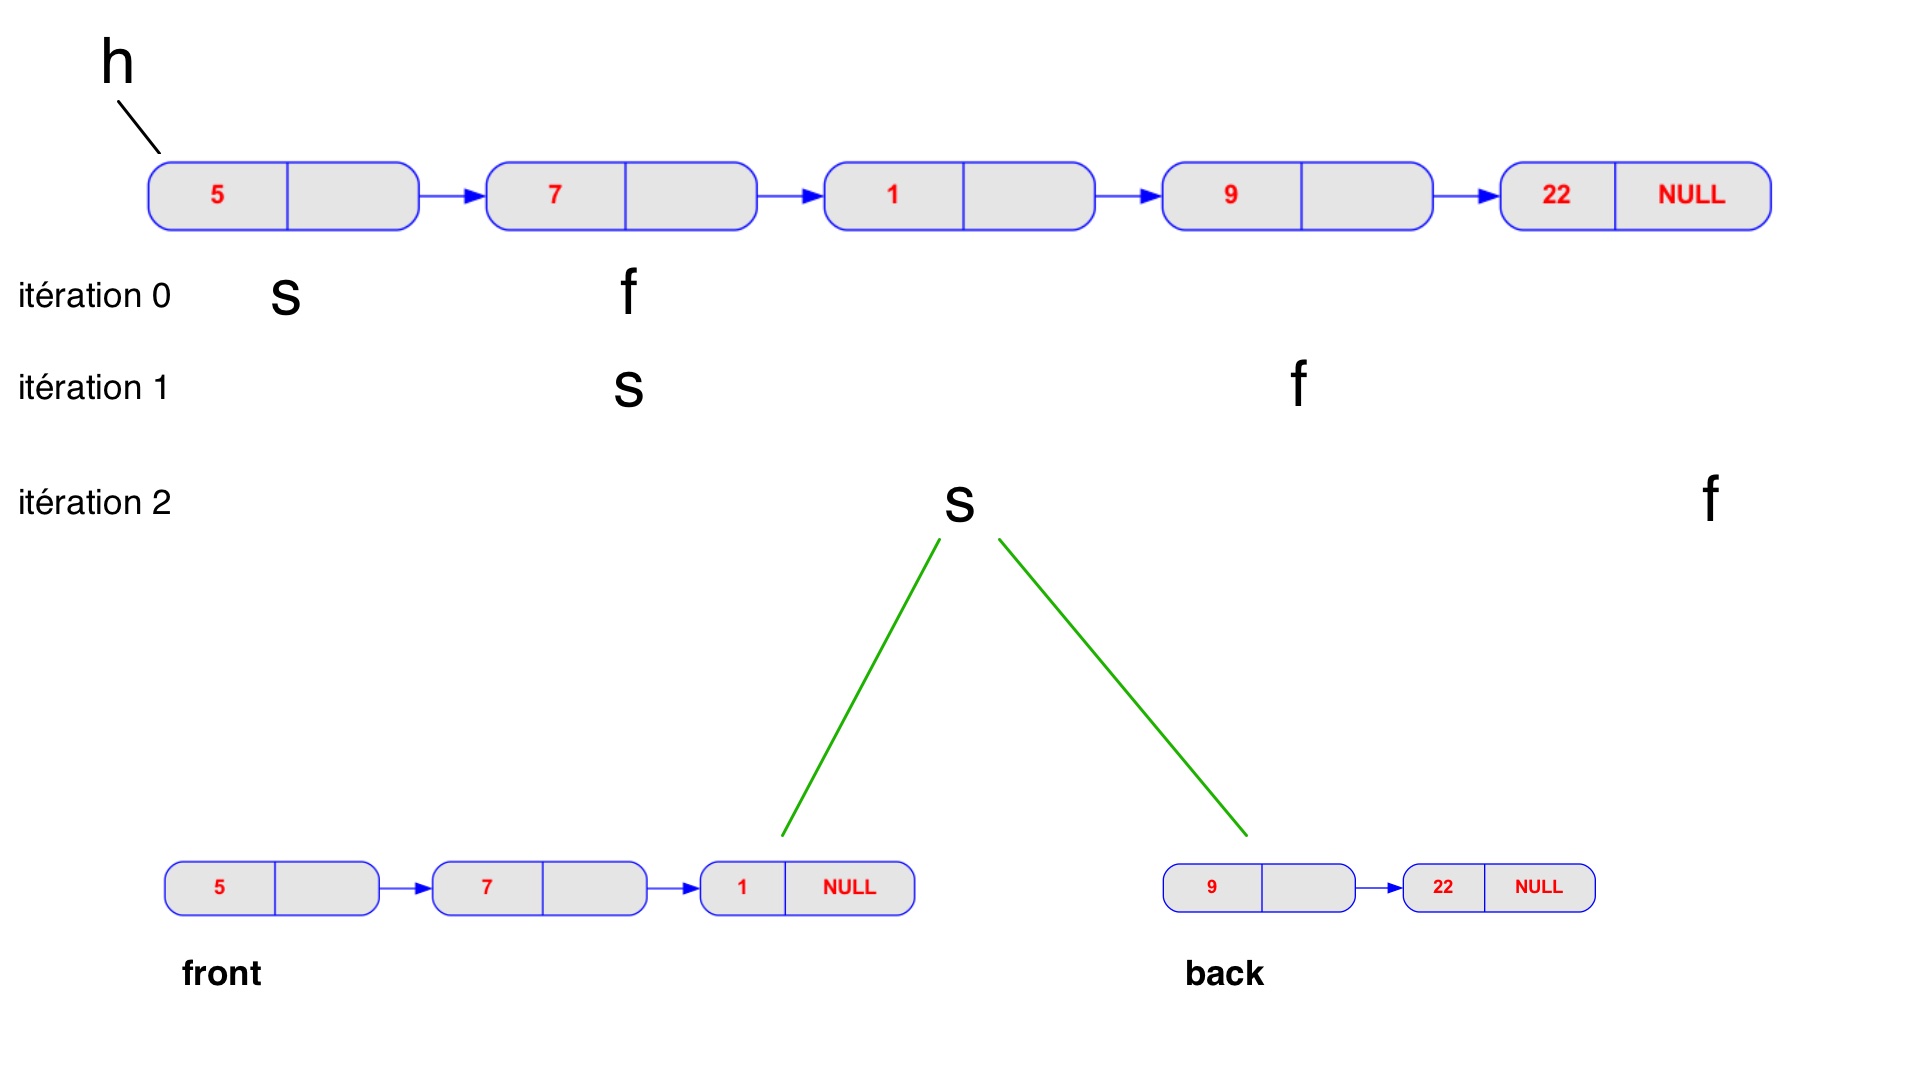 h
5 7 1 9 22 NULL
itération 0 s f
itération 1 s f
itération 2 s f
5 7 1 NULL 9 22 NULL
front back